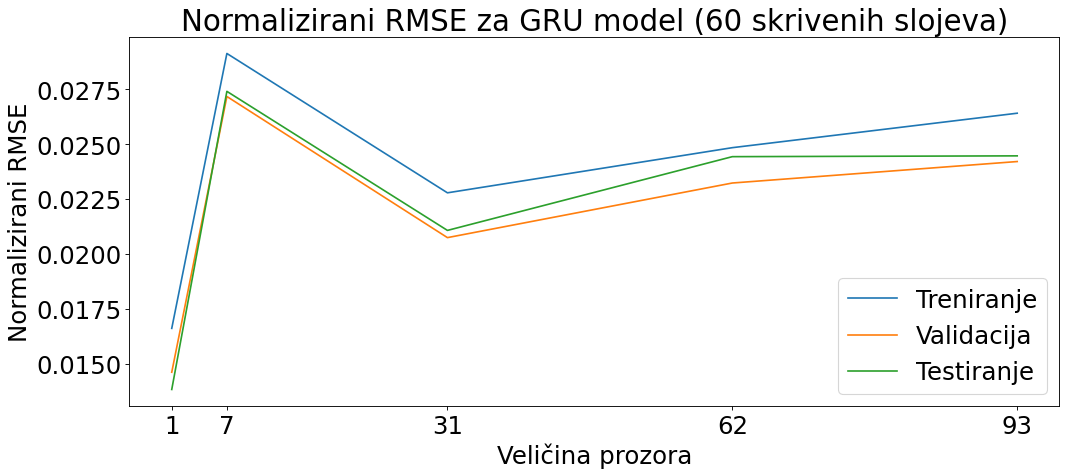 Normalizirani RMSE za GRU model (60 skrivenih slojeva)
Normalizirani RMSE
0.0275
0.0250
0.0225
0.0200
0.0175
0.0150
Treniranje
Validacija
Testiranje
1 7 31 62 93
Veličina prozora